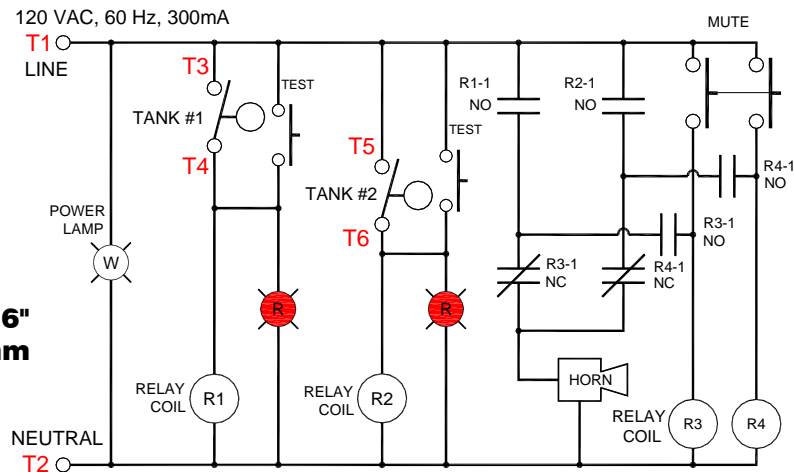 120 VAC, 60 Hz, 300mA
MUTE
T1
LINE
T3
TEST
TANK #1
T4
R1-1
NO
R2-1
NO
T5
TEST
TANK #2
T6
R4-1
NO
R3-1
NO
POWER
LAMP
W
R3-1
NC
R4-1
NC
6"
R
R
HORN
RELAY
COIL
R1
RELAY
COIL
R2
RELAY
COIL
R3
R4
NEUTRAL
T2